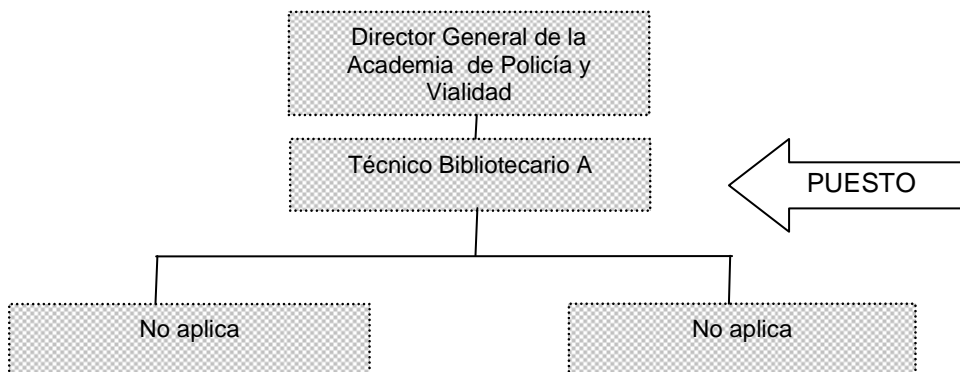 Director General de la
Academia de Policía y
Vialidad
Técnico Bibliotecario A
PUESTO
No aplica
No aplica